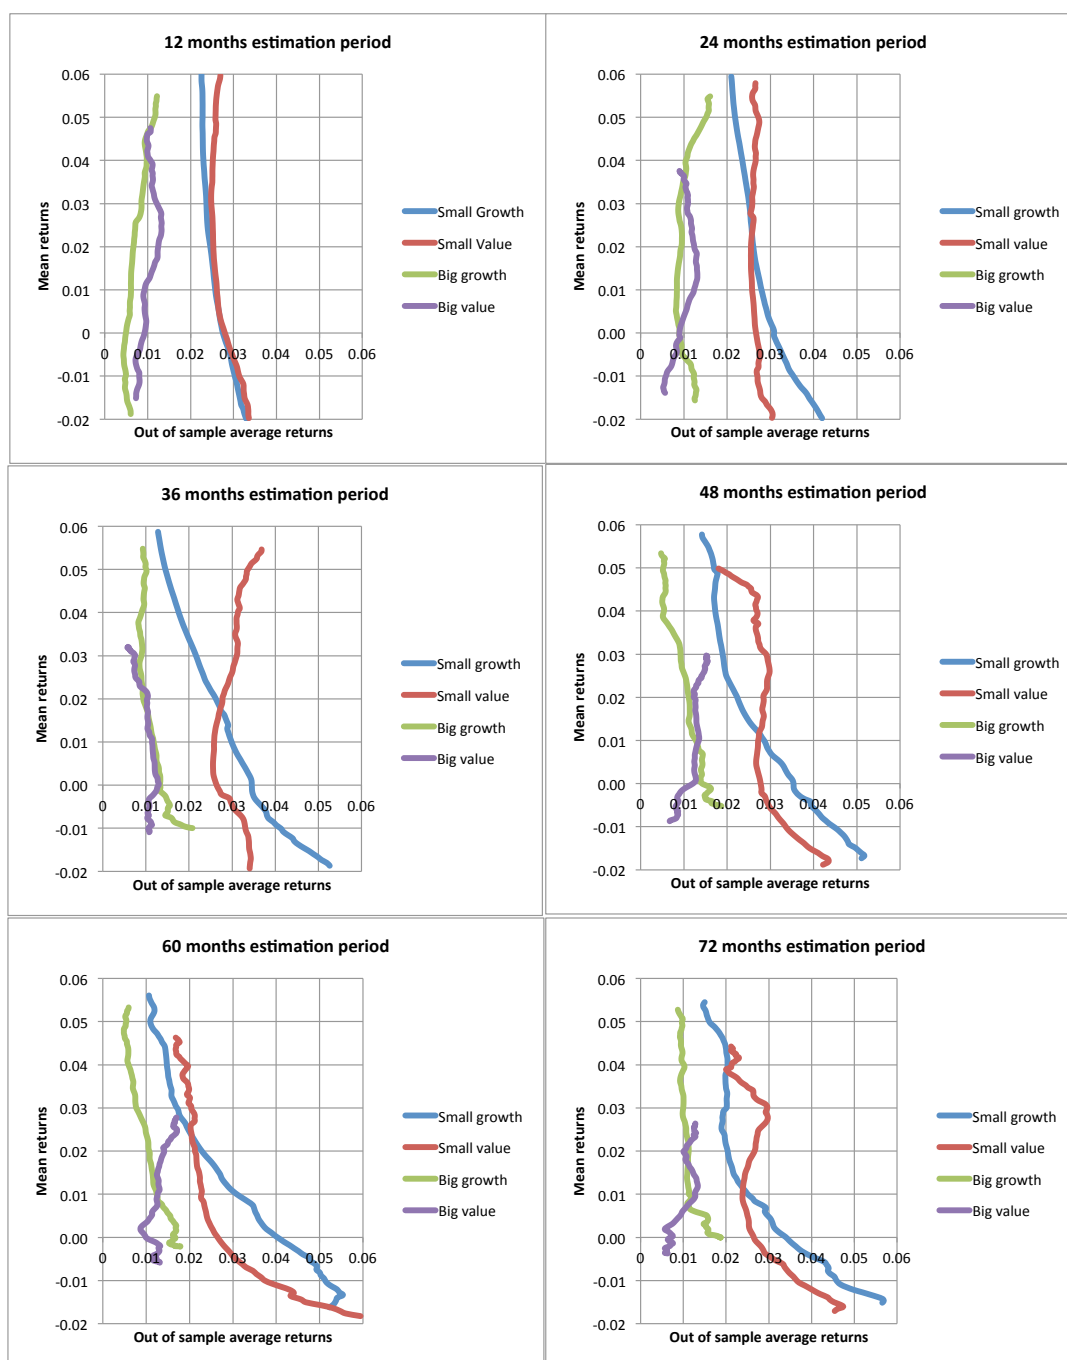 12 months estimation period
Mean returns
0.06
0.05
0.04
0.03
0.02
0.01
0
-0.01
-0.02
0 0.01 0.02 0.03 0.04 0.05 0.06
Out of sample average returns
Small Growth
Small Value
Big growth
Big value
24 months estimation period
Mean returns
0.06
0.05
0.04
0.03
0.02
0.01
0.00
-0.01
-0.02
0 0.01 0.02 0.03 0.04 0.05 0.06
Out of sample average returns
Small growth
Small value
Big growth
Big value
36 months estimation period
Mean returns
0.06
0.05
0.04
0.03
0.02
0.01
0.00
-0.01
-0.02
0 0.01 0.02 0.03 0.04 0.05 0.06
Out of sample average returns
Small growth
Small value
Big growth
Big value
48 months estimation period
Mean returns
0.06
0.05
0.04
0.03
0.02
0.01
0.00
-0.01
-0.02
0 0.01 0.02 0.03 0.04 0.05 0.06
Out of sample average returns
Small growth
Small value
Big growth
Big value
60 months estimation period
Mean returns
0.06
0.05
0.04
0.03
0.02
0.01
0.00
-0.01
-0.02
0 0.01 0.02 0.03 0.04 0.05 0.06
Out of sample average returns
Small growth
Small value
Big growth
Big value
72 months estimation period
Mean returns
0.06
0.05
0.04
0.03
0.02
0.01
0.00
-0.01
-0.02
0 0.01 0.02 0.03 0.04 0.05 0.06
Out of sample average returns
Small growth
Small value
Big growth
Big value